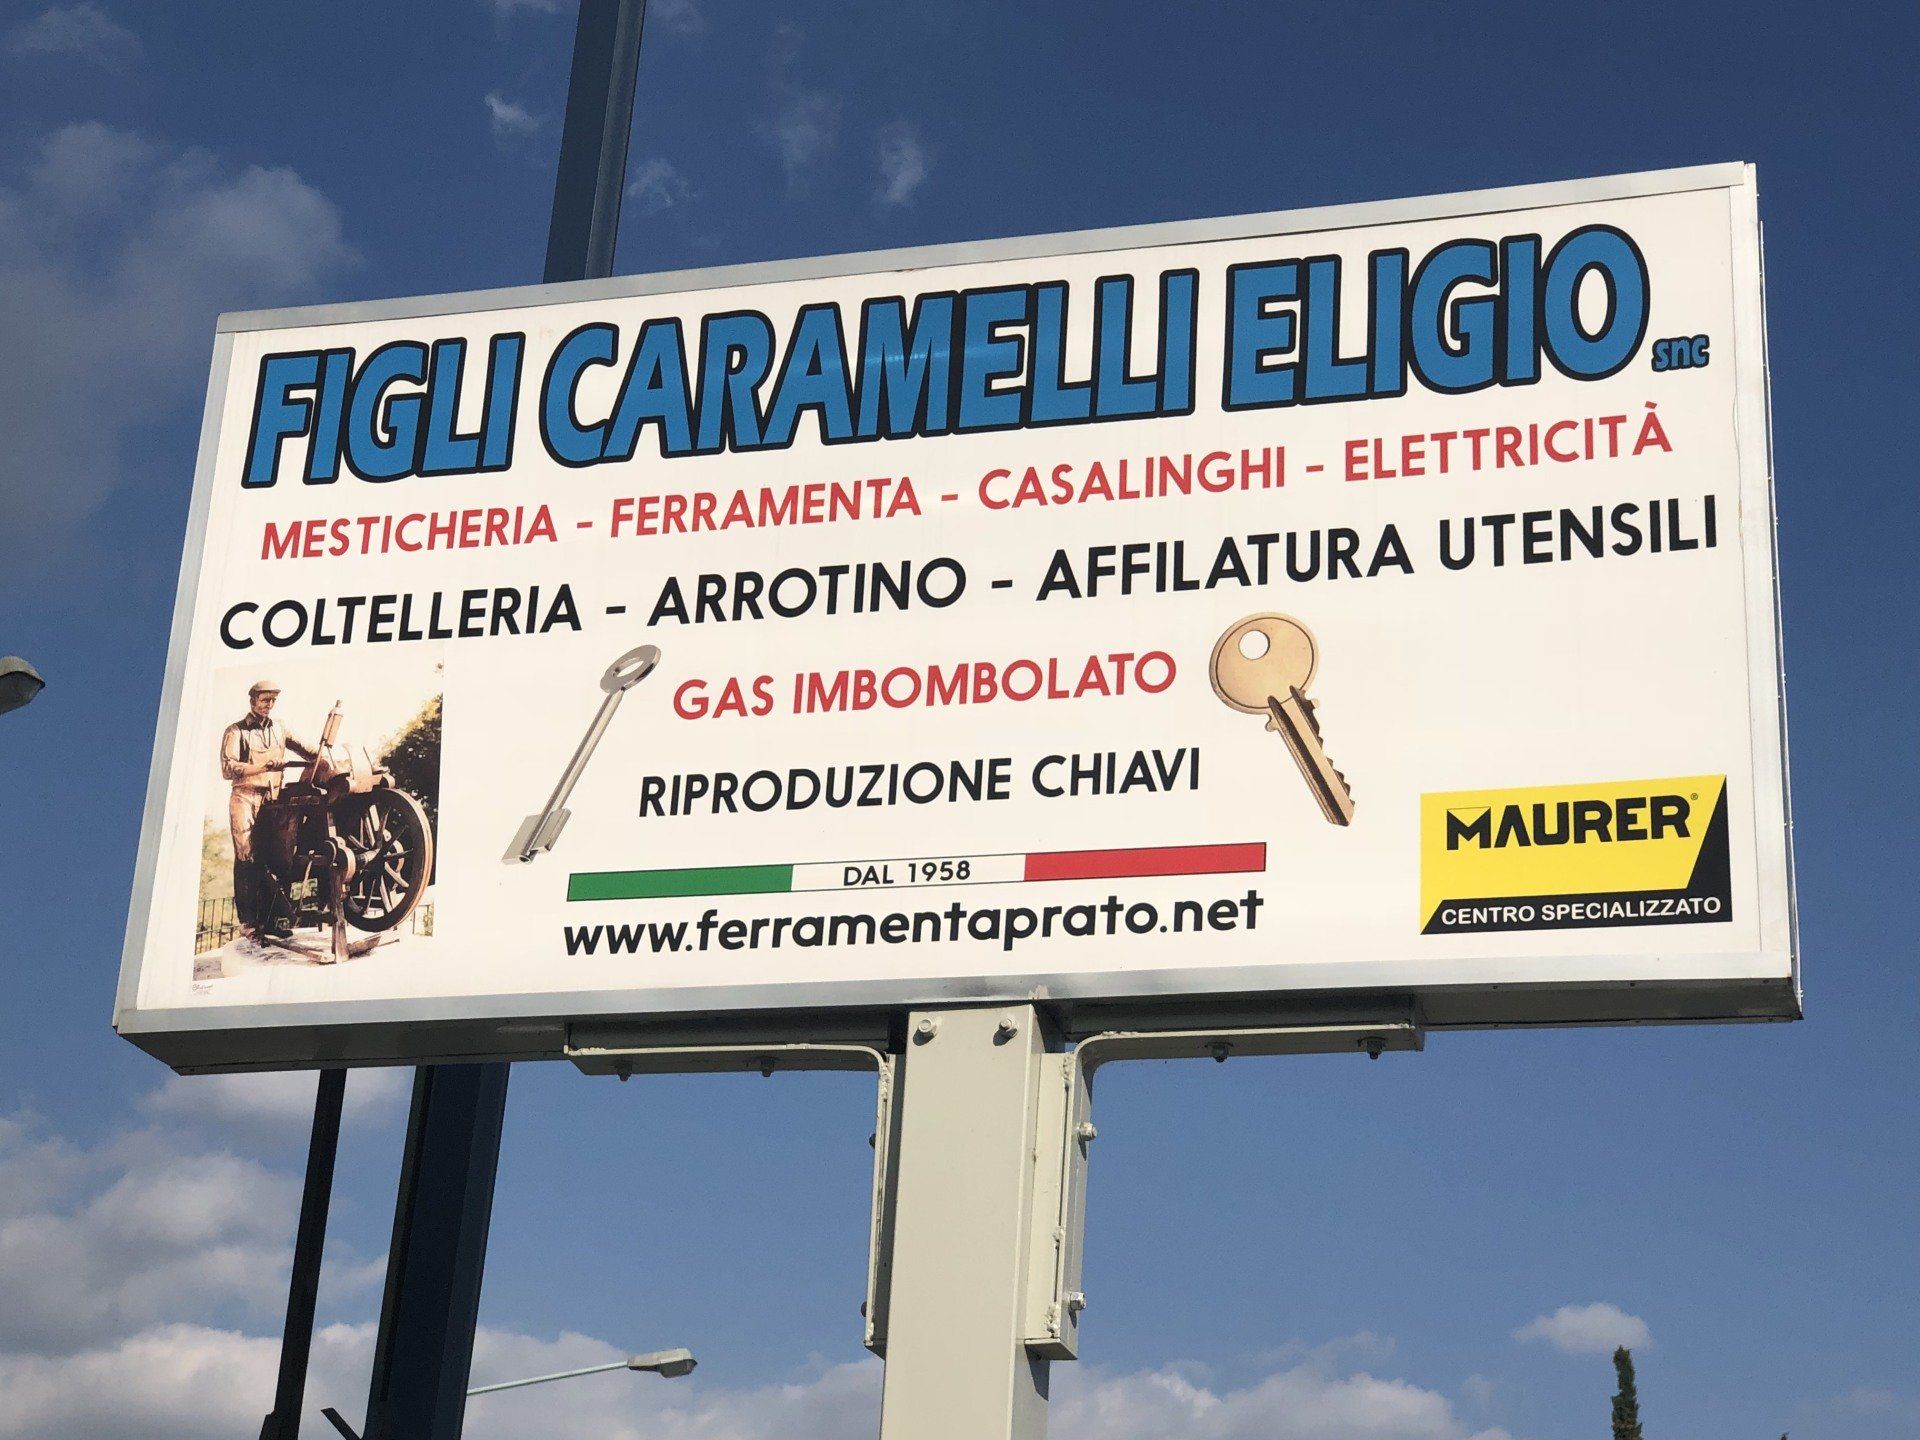 FIGLI CARAMELLI ELIGIO snc
MESTICHERIA - FERRAMENTA - CASALINGHI - ELETTRICITÀ
COLTELLERIA - ARROTINO - AFFILATURA UTENSILI
GAS IMBOMBOLATO
RIPRODUZIONE CHIAVI
DAL 1958
www.ferramentaprato.net
MAURER®
CENTRO SPECIALIZZATO